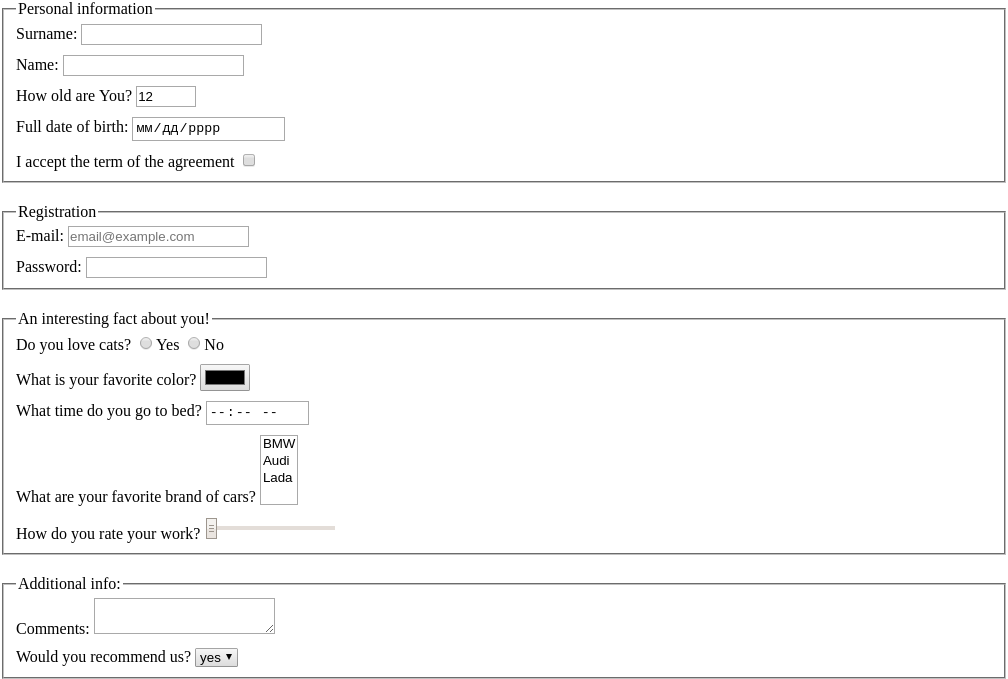 Personal information
Surname:
Name:
How old are You? 12
Full date of birth: мм/дд/рррр
I accept the term of the agreement
Registration
E-mail: email@example.com
Password:
An interesting fact about you!
Do you love cats? Yes No
What is your favorite color?
What time do you go to bed? --:-- --
BMW
Audi
Lada
What are your favorite brand of cars?
How do you rate your work?
Additional info:
Comments:
Would you recommend us? yes